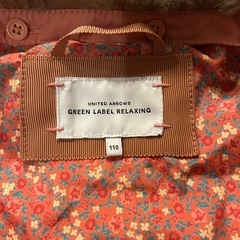 UNITED ARROWS
GREEN LABEL RELAXING
110